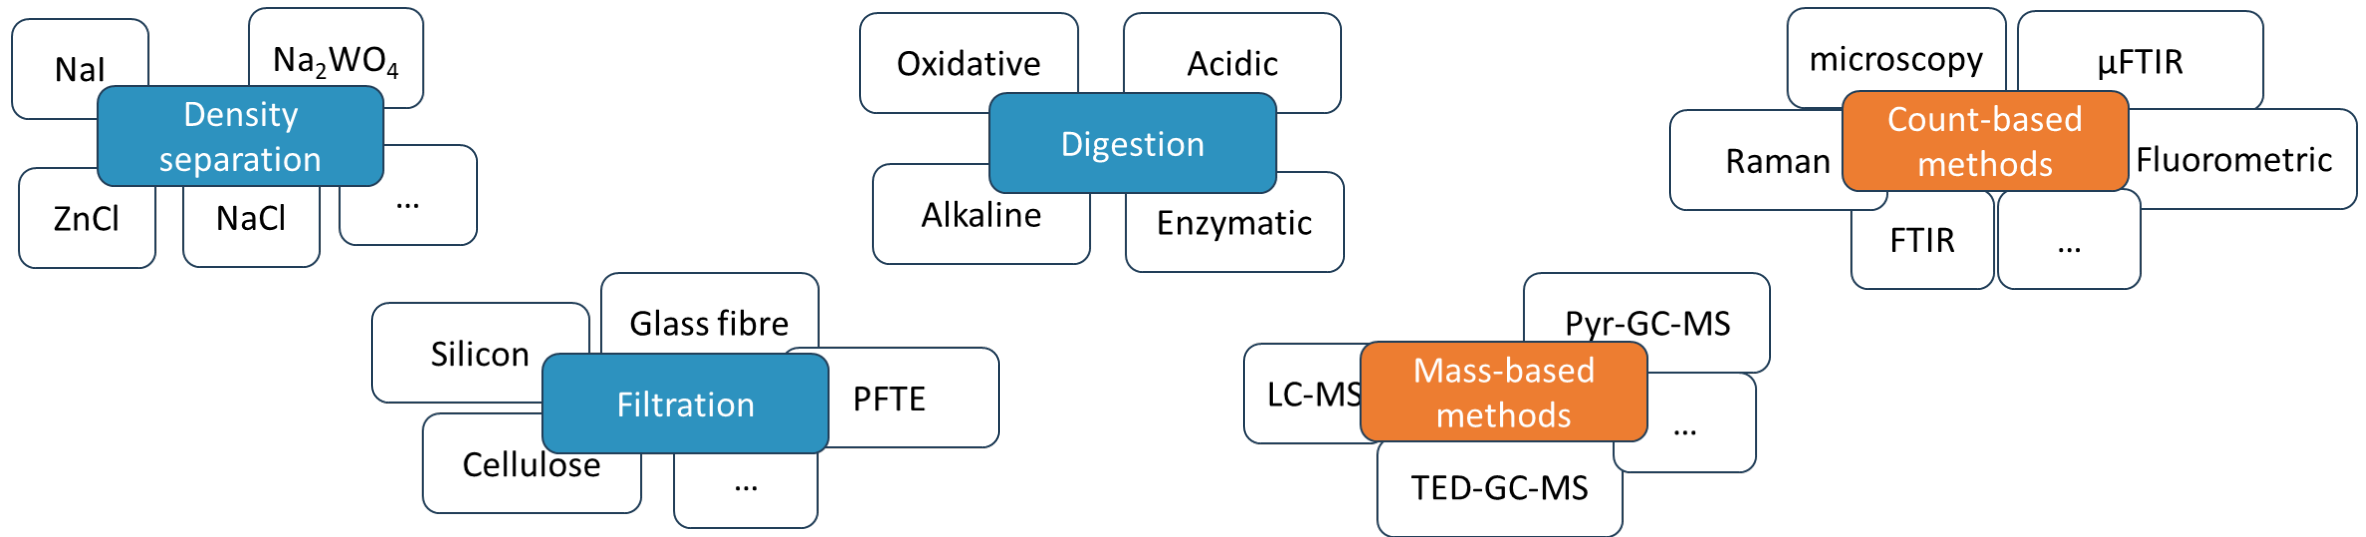 NaI
Na₂WO₄
Density
separation
ZnCl
NaCl
...
Oxidative
Acidic
Digestion
Alkaline
Enzymatic
microscopy
µFTIR
Raman
Count-based
methods
Fluorometric
FTIR
...
Silicon
Glass fibre
Filtration
PFTE
Cellulose
...
Pyr-GC-MS
LC-MS
Mass-based
methods
...
TED-GC-MS